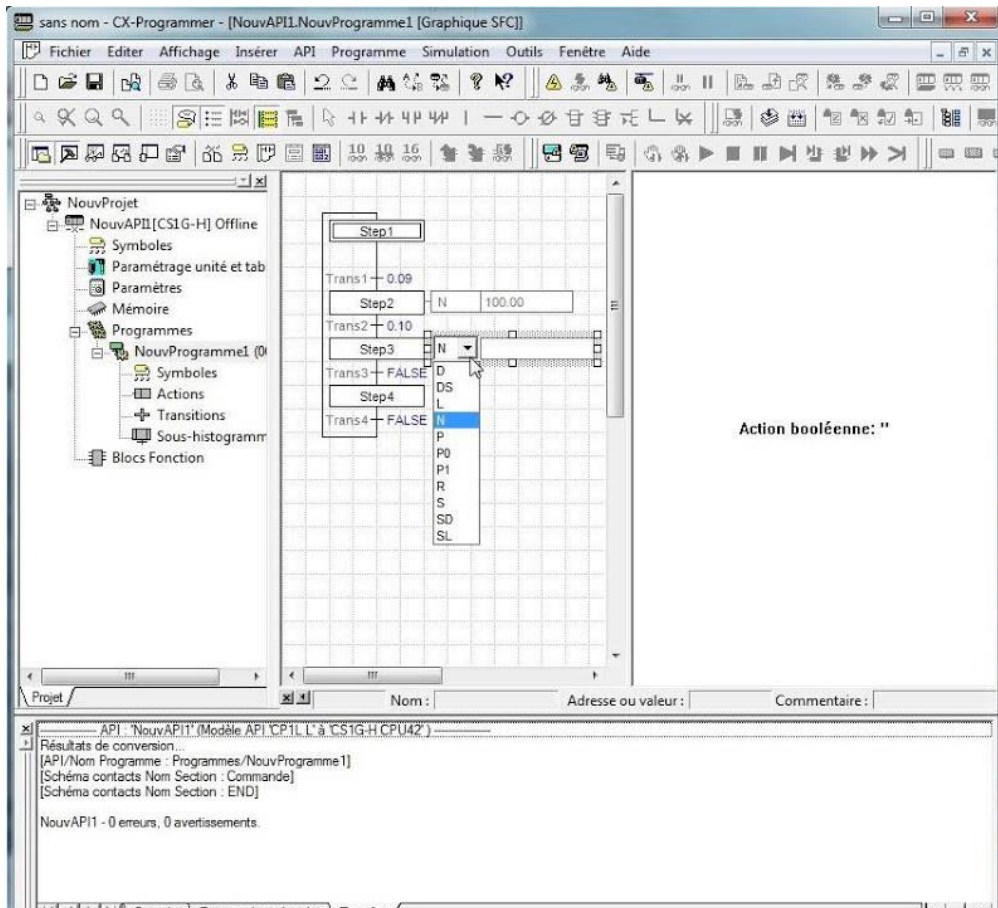 sans nom - CX-Programmer - [NouvAPI1.NouvProgramme1 [Graphique SFC]]
Fichier Editer Affichage Insérer API Programme Simulation Outils Fenêtre Aide
10 10 16
NouvProjet
NouvAPI1[CS1G-H] Offline
Symboles
Paramétrage unité et tab
Paramètres
Mémoire
Programmes
NouvProgramme1 (00
Symboles
Actions
Transitions
Sous-histogramm
Blocs Fonction
Projet
Step1
Trans1 0.09
Step2 N 100.00
Trans2 0.10
Step3 N
Trans3 FALSE
Step4
Trans4 FALSE
D
DS
L
N
P
P0
P1
R
S
SD
SL
Action booléenne: ''
Nom : Adresse ou valeur : Commentaire :
API : 'NouvAPI1' (Modèle API 'CP1L L' à 'CS1G-H CPU42' )
Résultats de conversion...
[API/Nom Programme : Programmes/NouvProgramme1]
[Schéma contacts Nom Section : Commande]
[Schéma contacts Nom Section : END]
NouvAPI1 - 0 erreurs, 0 avertissements.